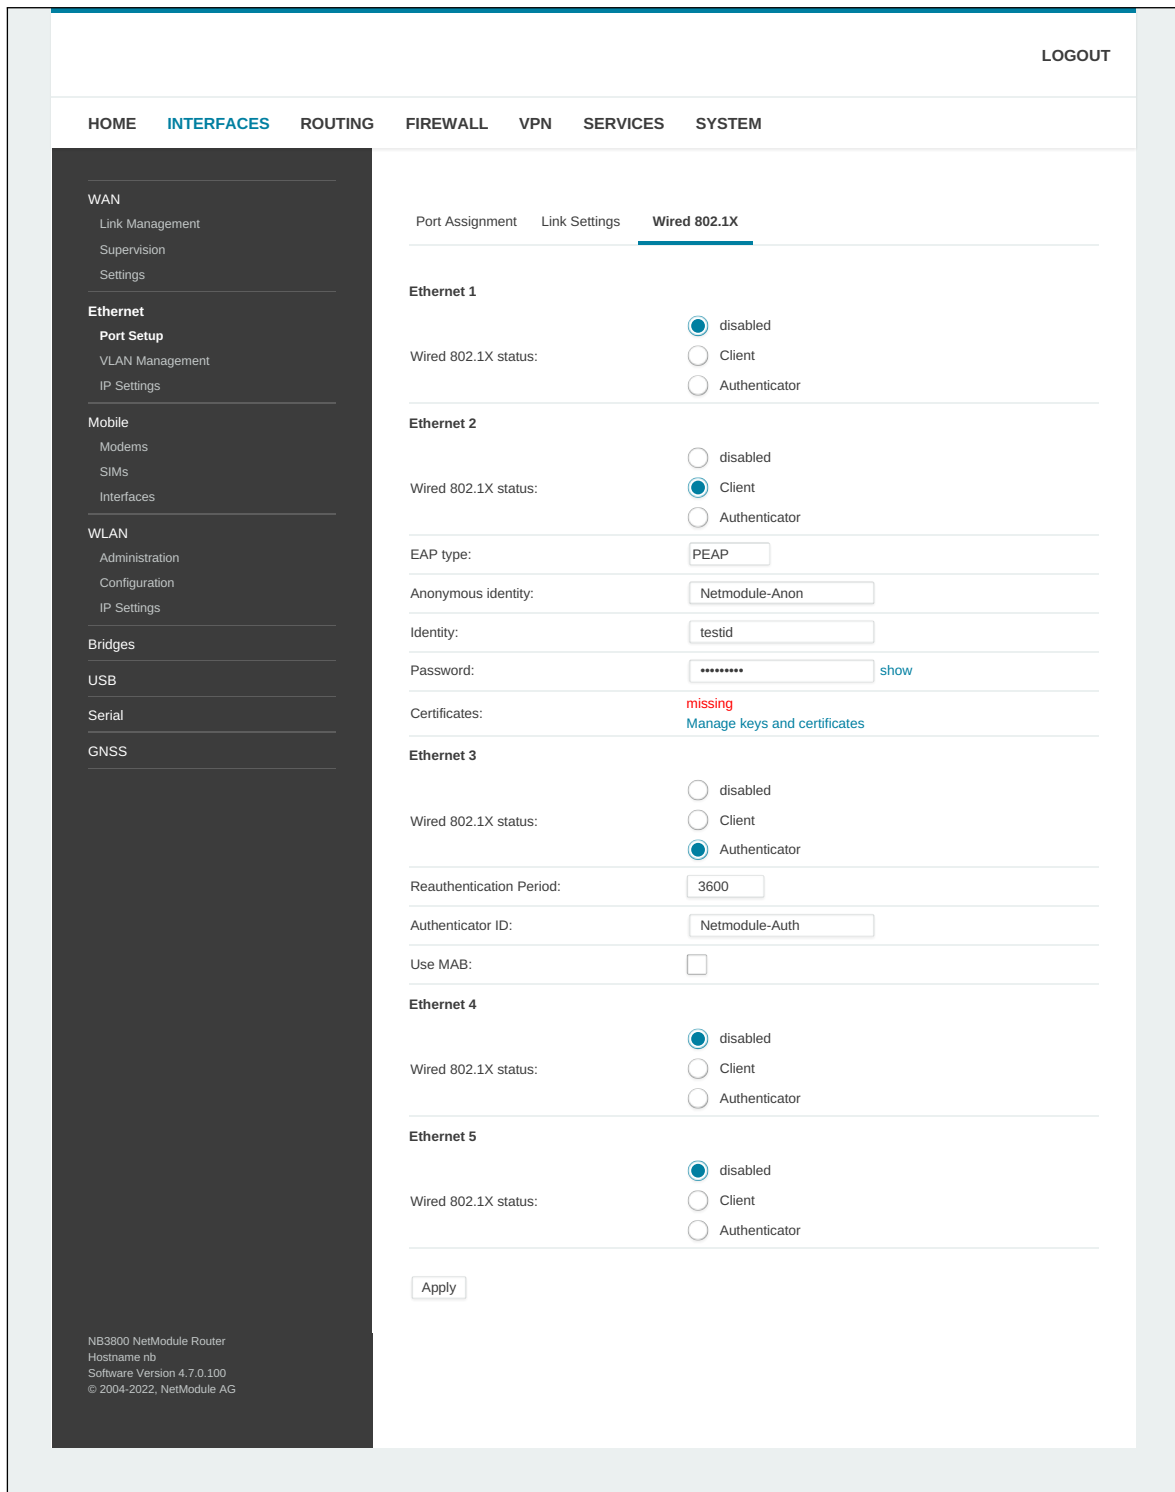 LOGOUT
HOME INTERFACES ROUTING FIREWALL VPN SERVICES SYSTEM
WAN
Link Management
Supervision
Settings
Ethernet
Port Setup
VLAN Management
IP Settings
Mobile
Modems
SIMs
Interfaces
WLAN
Administration
Configuration
IP Settings
Bridges
USB
Serial
GNSS
NB3800 NetModule Router
Hostname nb
Software Version 4.7.0.100
© 2004-2022, NetModule AG
Port Assignment Link Settings Wired 802.1X
Ethernet 1
Wired 802.1X status:
disabled
Client
Authenticator
Ethernet 2
Wired 802.1X status:
disabled
Client
Authenticator
EAP type: PEAP
Anonymous identity: Netmodule-Anon
Identity: testid
Password: ••••••••• show
Certificates:
missing
Manage keys and certificates
Ethernet 3
Wired 802.1X status:
disabled
Client
Authenticator
Reauthentication Period: 3600
Authenticator ID: Netmodule-Auth
Use MAB:
Ethernet 4
Wired 802.1X status:
disabled
Client
Authenticator
Ethernet 5
Wired 802.1X status:
disabled
Client
Authenticator
Apply